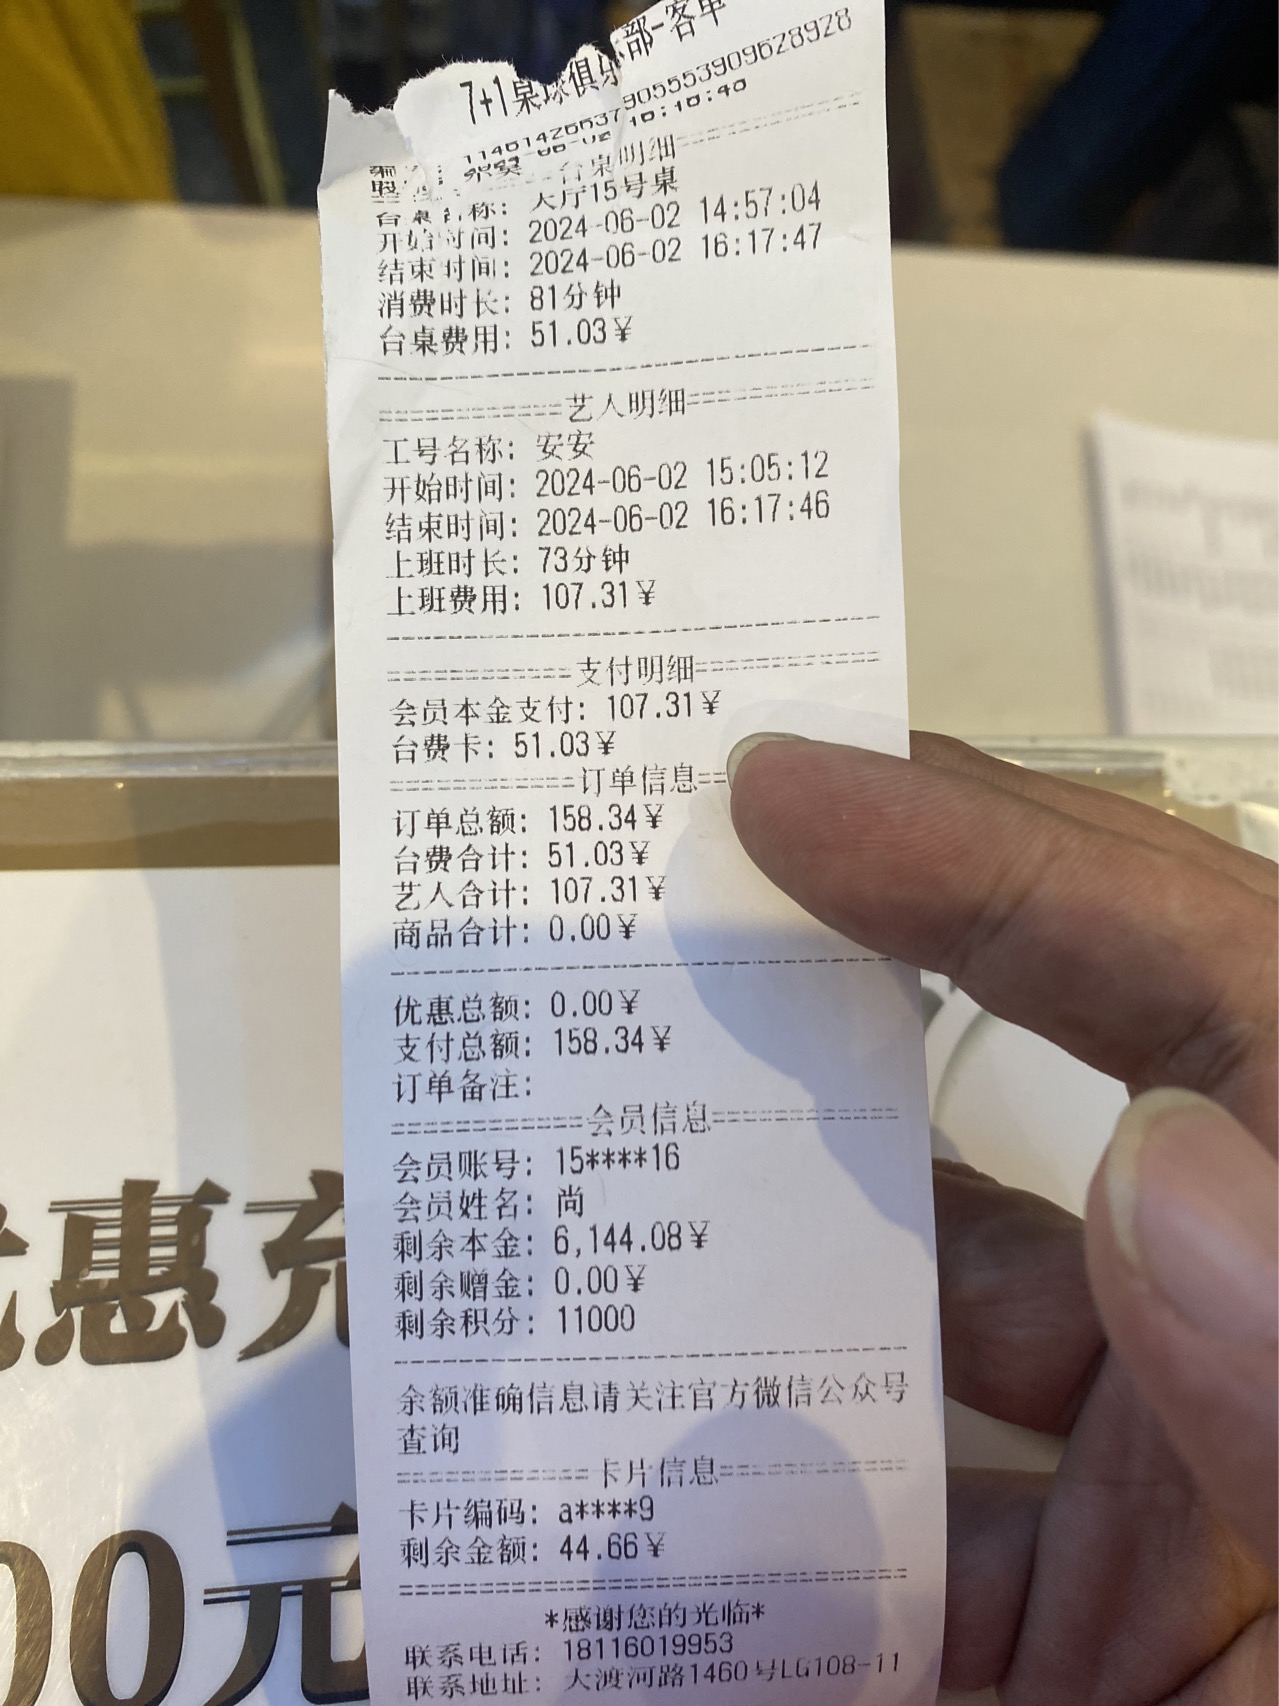 7+1桌球俱乐部-客单
台桌明细
台桌名称: 大厅15号桌
开始时间: 2024-06-02 14:57:04
结束时间: 2024-06-02 16:17:47
消费时长: 81分钟
台桌费用: 51.03¥
艺人明细
工号名称: 安安
开始时间: 2024-06-02 15:05:12
结束时间: 2024-06-02 16:17:46
上班时长: 73分钟
上班费用: 107.31¥
支付明细
会员本金支付: 107.31¥
台费卡: 51.03¥
订单信息
订单总额: 158.34¥
台费合计: 51.03¥
艺人合计: 107.31¥
商品合计: 0.00¥
优惠总额: 0.00¥
支付总额: 158.34¥
订单备注:
会员信息
会员账号: 15****16
会员姓名: 尚
剩余本金: 6,144.08¥
剩余赠金: 0.00¥
剩余积分: 11000
余额准确信息请关注官方微信公众号
查询
卡片信息
卡片编码: a****9
剩余金额: 44.66¥
*感谢您的光临*
联系电话: 18116019953
联系地址: 大渡河路1460号LG108-11
优惠充
00元